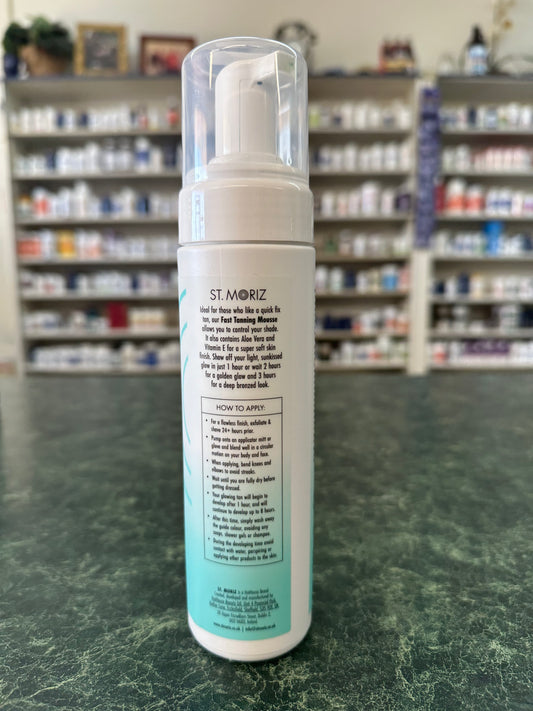 ST. MORIZ
Ideal for those who like a quick fix
tan, our Fast Tanning Mousse
allows you to control your shade.
It also contains Aloe Vera and
Vitamin E for a super soft skin
finish. Show off your light, sunkissed
glow in just 1 hour or wait 2 hours
for a golden glow and 3 hours
for a deep bronzed look.
HOW TO APPLY:
• For a flawless finish, exfoliate &
shave 24+ hours prior.
• Pump onto an applicator mitt or
glove and blend well in a circular
motion on your body and face.
• When applying, bend knees and
elbows to avoid streaks.
• Wait until you are fully dry before
getting dressed.
• Your glowing tan will begin to
develop after 1 hour, and will
continue to develop up to 8 hours.
• After this time, simply wash away
the guide colour, avoiding any
soaps, shower gels or shampoo.
• During the developing time avoid
contact with water, perspiring or
applying other products to the skin.
ST. MORIZ is a
created, developed and manufactured by